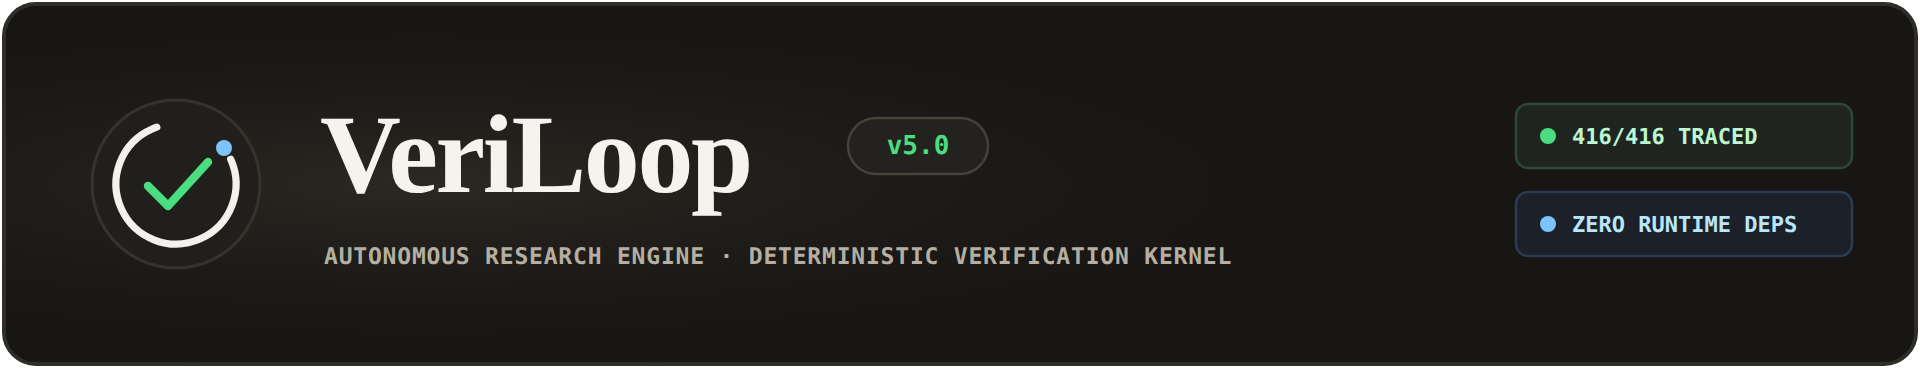 VeriLoop
v5.0
AUTONOMOUS RESEARCH ENGINE · DETERMINISTIC VERIFICATION KERNEL
416/416 TRACED
ZERO RUNTIME DEPS